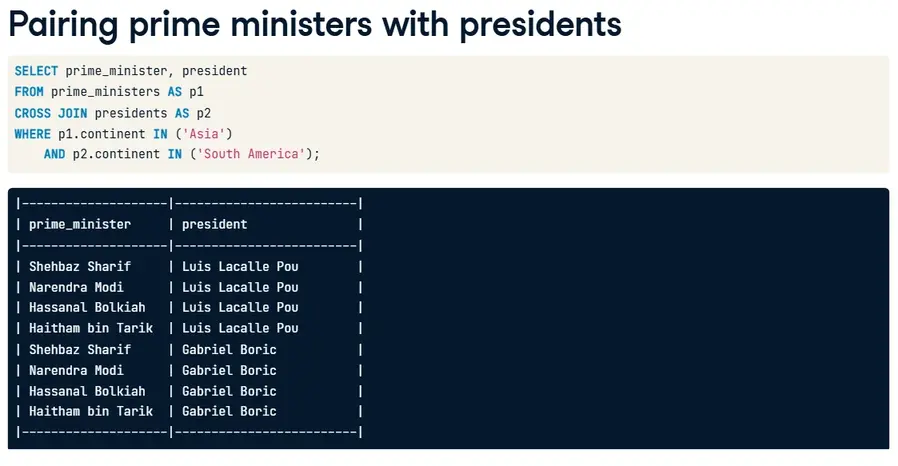 Pairing prime ministers with presidents
SELECT prime_minister, president
FROM prime_ministers AS p1
CROSS JOIN presidents AS p2
WHERE p1.continent IN ('Asia')
    AND p2.continent IN ('South America');
|--------------------|-------------------------|
| prime_minister     | president               |
|--------------------|-------------------------|
| Shehbaz Sharif     | Luis Lacalle Pou        |
| Narendra Modi      | Luis Lacalle Pou        |
| Hassanal Bolkiah   | Luis Lacalle Pou        |
| Haitham bin Tarik  | Luis Lacalle Pou        |
| Shehbaz Sharif     | Gabriel Boric           |
| Narendra Modi      | Gabriel Boric           |
| Hassanal Bolkiah   | Gabriel Boric           |
| Haitham bin Tarik  | Gabriel Boric           |
|--------------------|-------------------------|